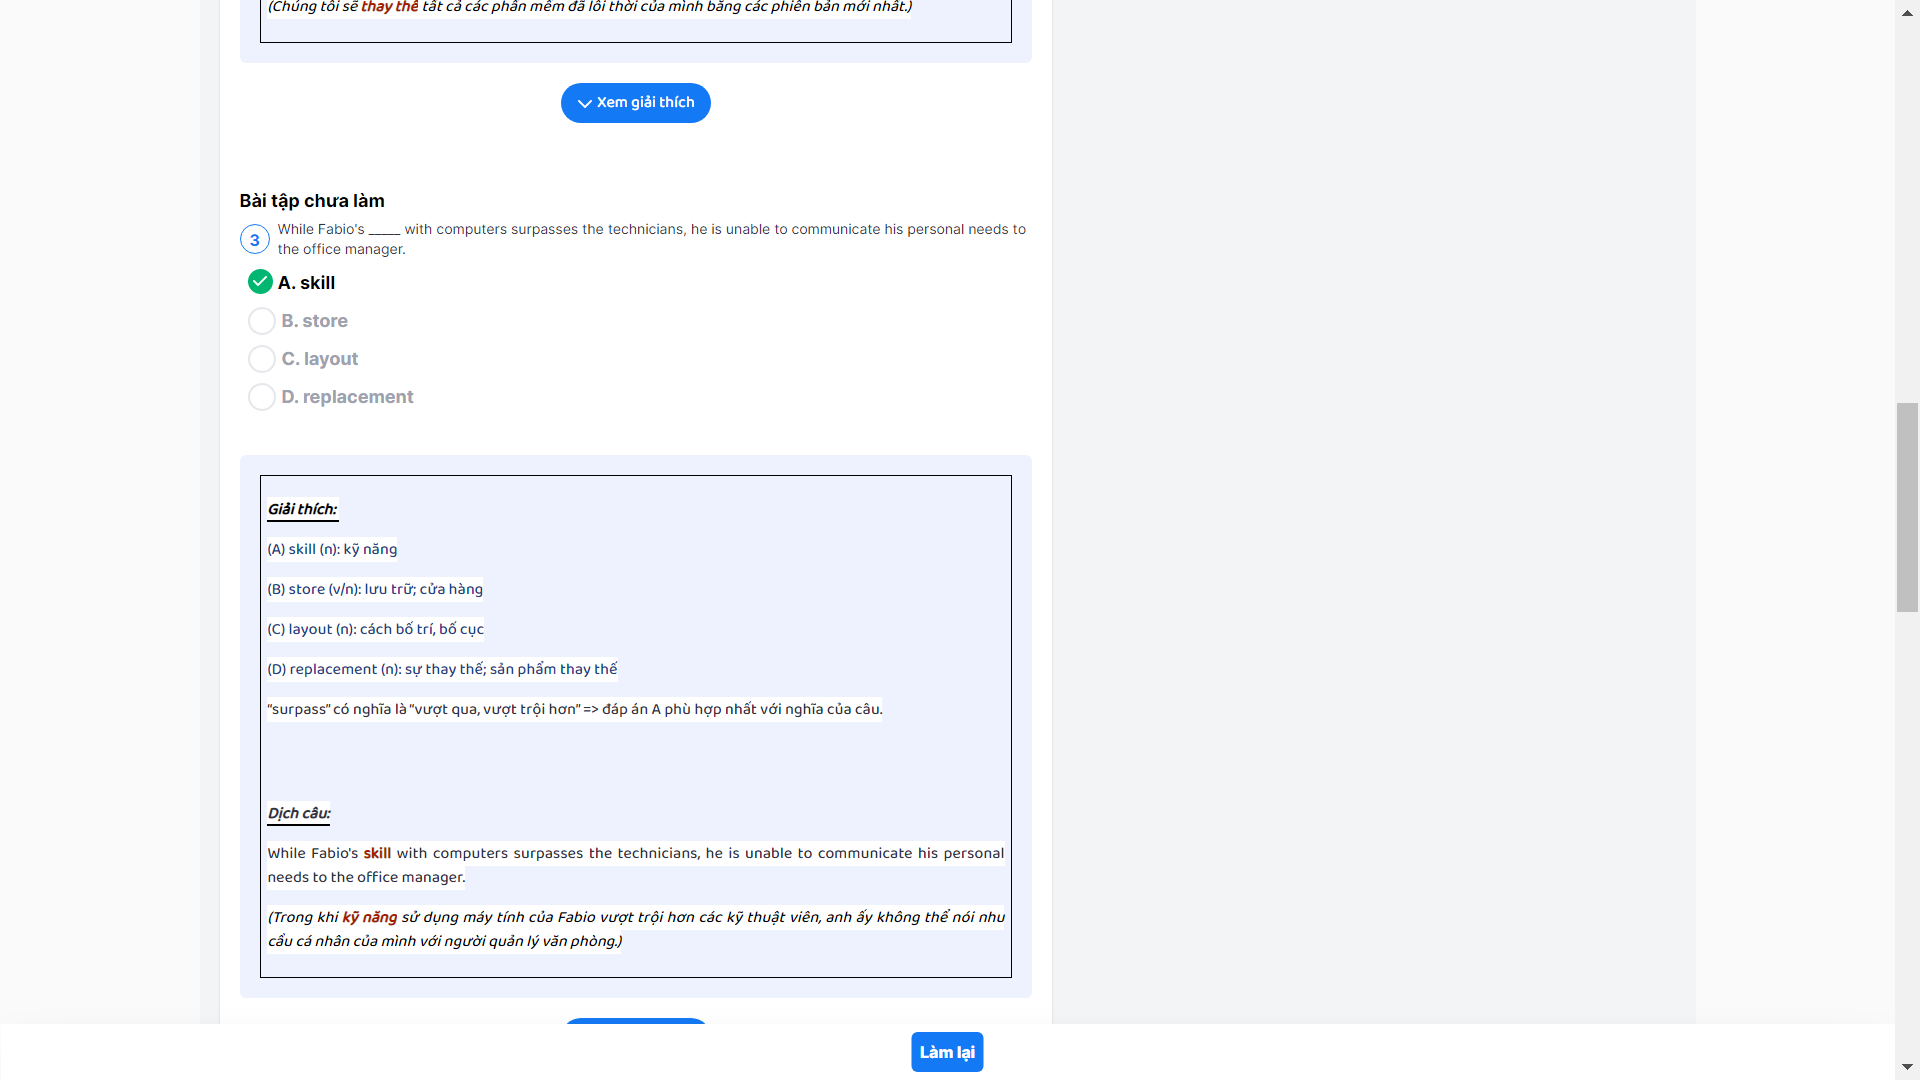 (Chúng tôi sẽ thay thế tất cả các phần mềm đã lỗi thời của mình bằng các phiên bản mới nhất.)
Xem giải thích
Bài tập chưa làm
3
While Fabio's _____ with computers surpasses the technicians, he is unable to communicate his personal needs to
the office manager.
A. skill
B. store
C. layout
D. replacement
Giải thích:
(A) skill (n): kỹ năng
(B) store (v/n): lưu trữ; cửa hàng
(C) layout (n): cách bố trí, bố cục
(D) replacement (n): sự thay thế; sản phẩm thay thế
“surpass” có nghĩa là “vượt qua, vượt trội hơn” => đáp án A phù hợp nhất với nghĩa của câu.
Dịch câu:
While Fabio's skill with computers surpasses the technicians, he is unable to communicate his personal
needs to the office manager.
(Trong khi kỹ năng sử dụng máy tính của Fabio vượt trội hơn các kỹ thuật viên, anh ấy không thể nói nhu
cầu cá nhân của mình với người quản lý văn phòng.)
Làm lại